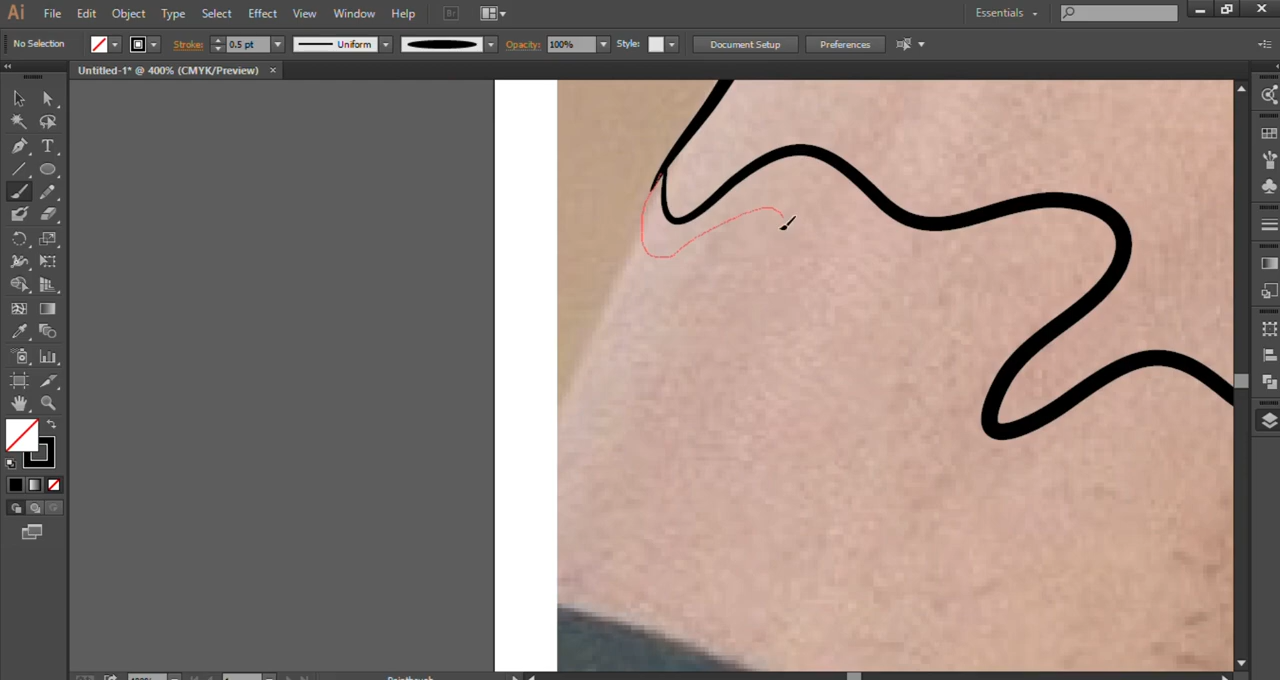 Ai File Edit Object Type Select Effect View Window Help Br Essentials
No Selection Stroke: 0.5 pt Uniform Opacity: 100% Style: Document Setup Preferences
Untitled-1* @ 400% (CMYK/Preview) ×
T
Paintbrush